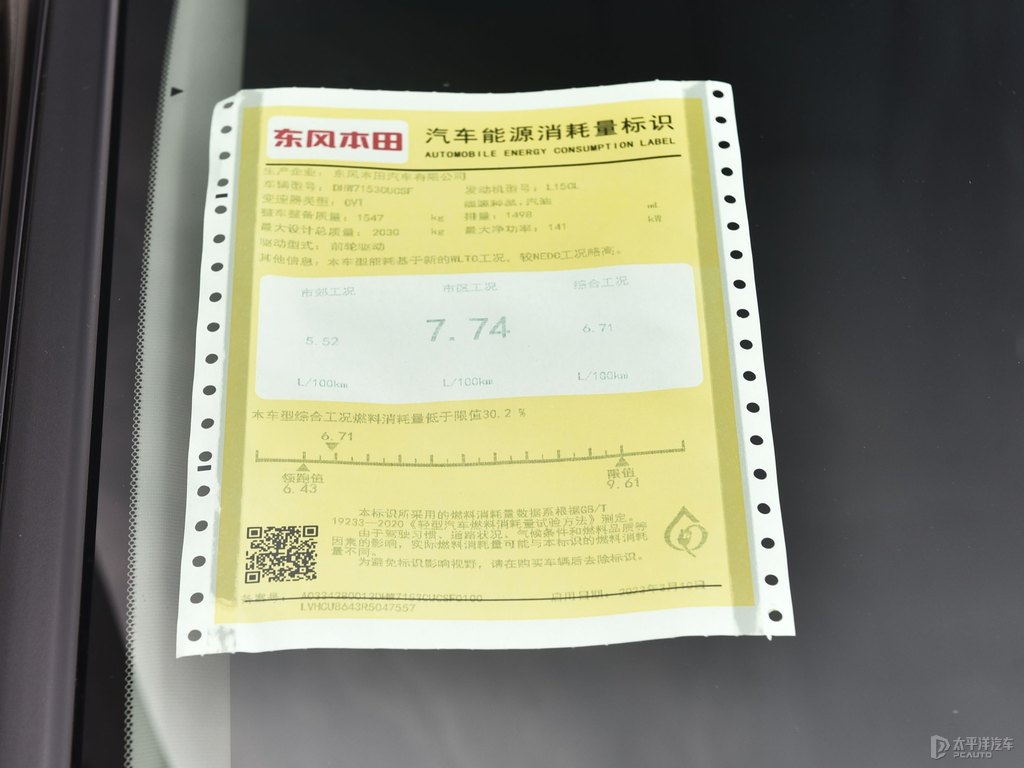 东风本田
汽车能源消耗量标识
AUTOMOBILE ENERGY CONSUMPTION LABEL
生产企业：东风本田汽车有限公司
车辆型号：DHW7153CUCSF 发动机型号：L15CL
变速器类型：CVT 能源种类：汽油
整车整备质量：1547 kg 排量：1498 mL
最大设计总质量：2030 kg 最大净功率：141 kW
驱动型式：前轮驱动
其他信息：本车型能耗基于新的WLTC工况，较NEDC工况略高。
市郊工况 市区工况 综合工况
5.52 7.74 6.71
L/100km L/100km L/100km
本车型综合工况燃料消耗量低于限值30.2 %
6.71
领跑值 限值
6.43 9.61
本标识所采用的燃料消耗量数据系根据GB/T
19233—2020《轻型汽车燃料消耗量试验方法》测定。
由于驾驶习惯、道路状况、气候条件和燃料品质等
因素的影响，实际燃料消耗量可能与本标识的燃料消耗
量不同。
为避免标识影响视野，请在购买车辆后去除标识。
备案号： 启用日期：
LVHCU8643R5047557
太平洋汽车
PCAUTO